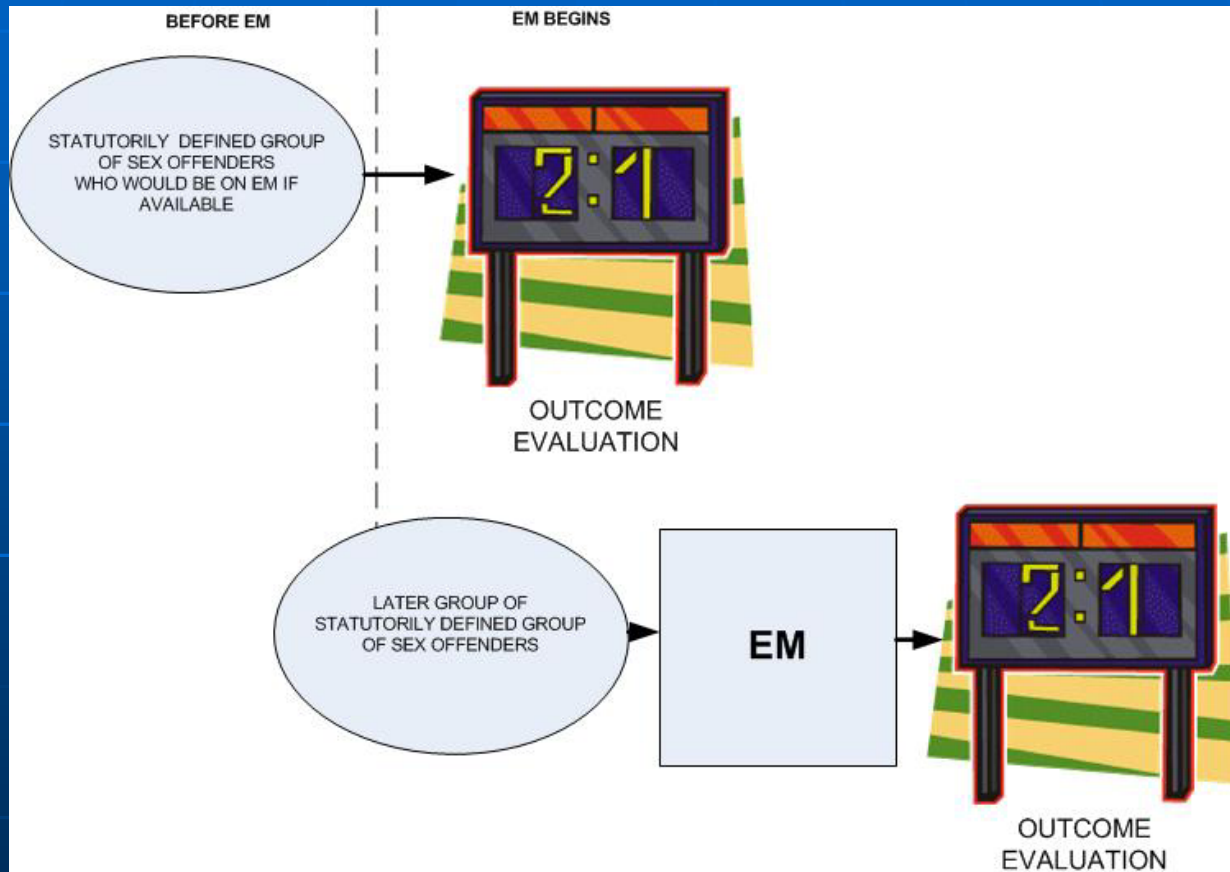 BEFORE EM
EM BEGINS
STATUTORILY DEFINED GROUP
OF SEX OFFENDERS
WHO WOULD BE ON EM IF
AVAILABLE
2:1
OUTCOME
EVALUATION
LATER GROUP OF
STATUTORILY DEFINED GROUP
OF SEX OFFENDERS
EM
2:1
OUTCOME
EVALUATION